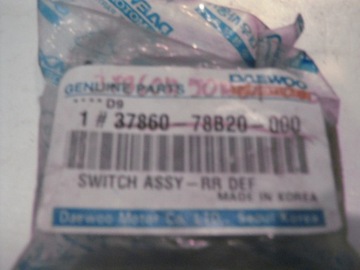 DAEWOO
GENUINE PARTS
****D9
1 # 37860-78B20-000
SWITCH ASSY-RR DEF
MADE IN KOREA
Daewoo Motor Co., LTD., Seoul Korea